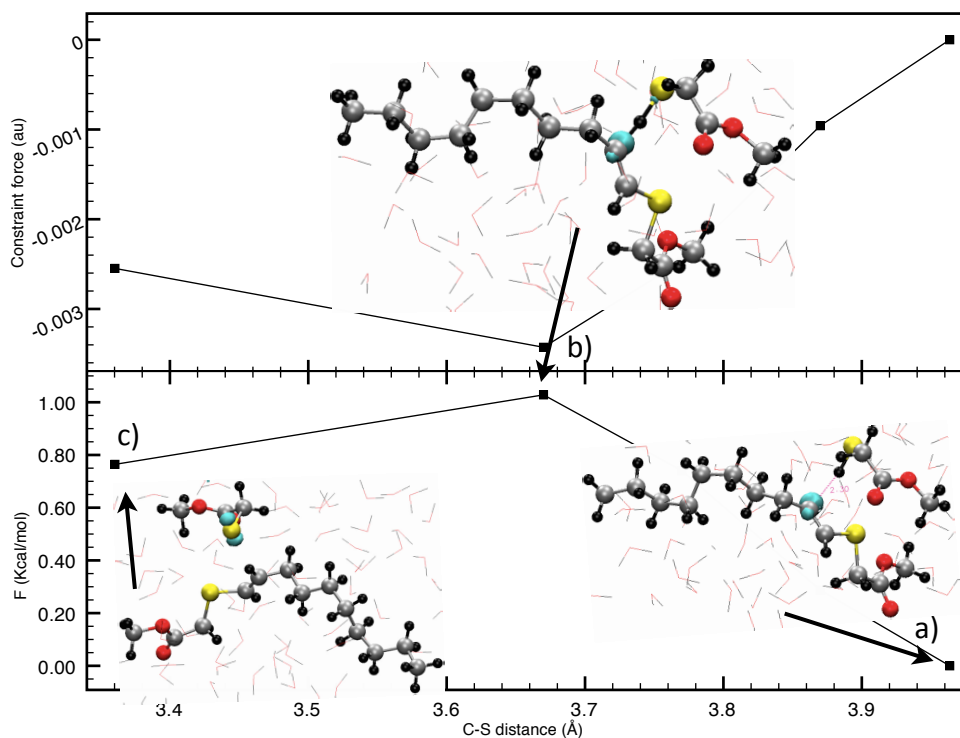 0
-0.001
-0.002
-0.003
Constraint force (au)
b)
1.00
0.80
0.60
0.40
0.20
0.00
F (Kcal/mol)
c)
a)
3.4 3.5 3.6 3.7 3.8 3.9
C-S distance (Å)